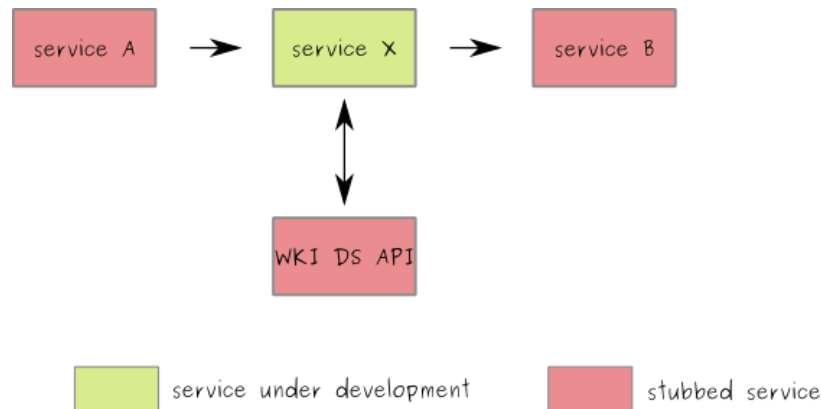 service A
service X
service B
WKI DS API
service under development
stubbed service